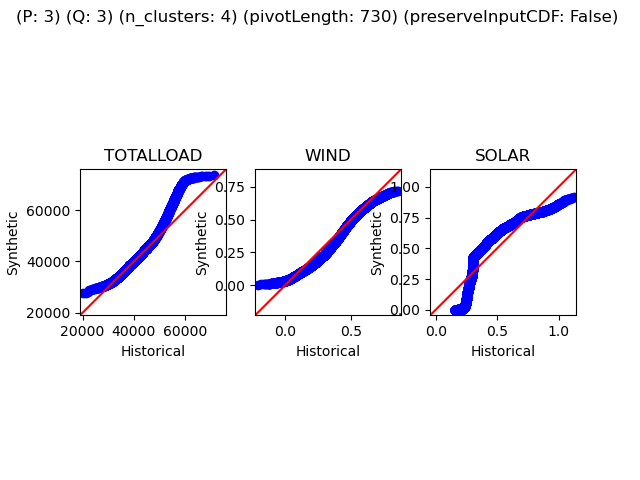 (P: 3) (Q: 3) (n_clusters: 4) (pivotLength: 730) (preserveInputCDF: False)
TOTALLOAD
WIND
SOLAR
Synthetic
60000
40000
20000
20000 40000 60000
Historical
Synthetic
0.75
0.50
0.25
0.00
0.0 0.5
Historical
Synthetic
1.00
0.75
0.50
0.25
0.00
0.0 0.5 1.0
Historical